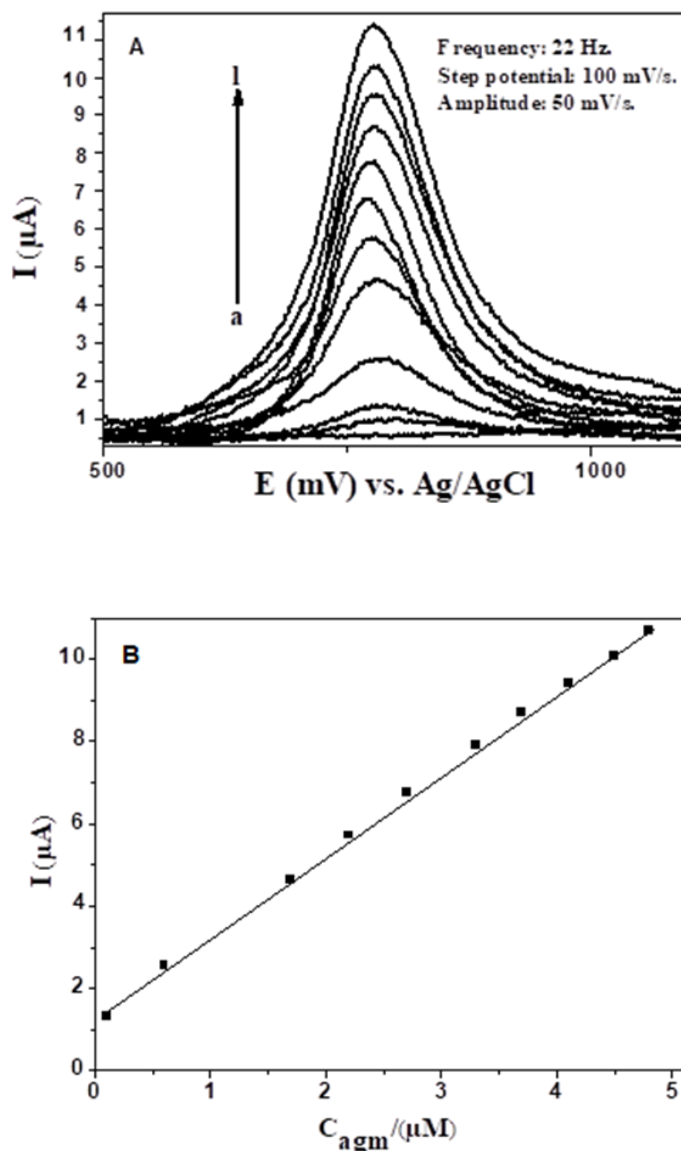 A
Frequency: 22 Hz.
Step potential: 100 mV/s.
Amplitude: 50 mV/s.
l
a
11
10
9
8
7
6
5
4
3
2
1
I (µA)
500
1000
E (mV) vs. Ag/AgCl
B
10
8
6
4
2
0
I (µA)
0
1
2
3
4
5
Cagm/(µM)